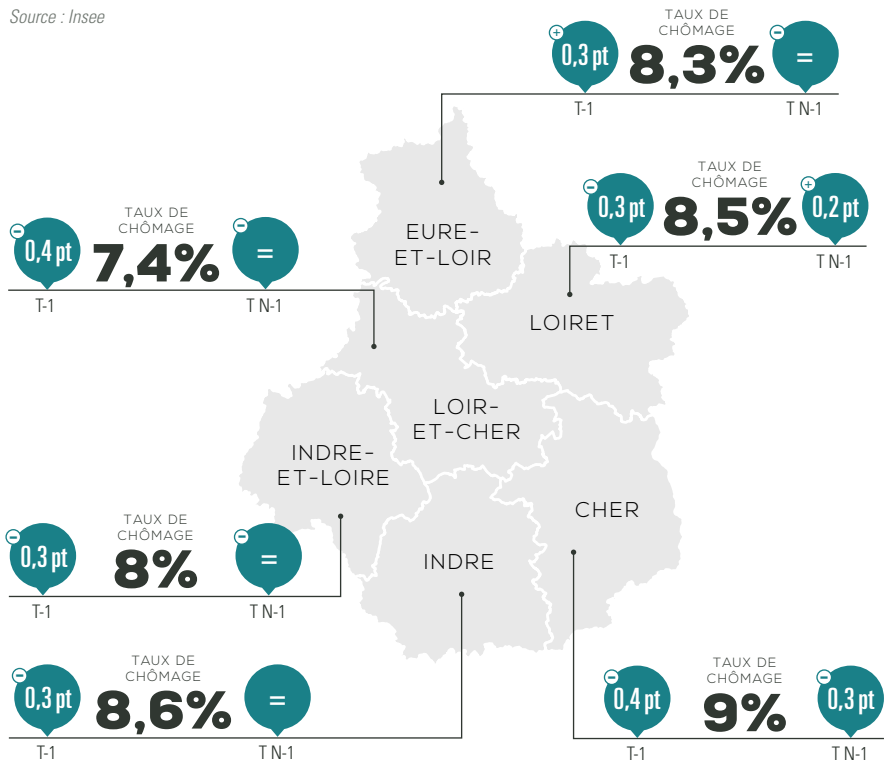 Source : Insee
TAUX DE
CHÔMAGE
+
0,3 pt
8,3%
-
=
T-1
T N-1
TAUX DE
CHÔMAGE
-
0,3 pt
8,5%
+
0,2 pt
T-1
T N-1
TAUX DE
CHÔMAGE
-
0,4 pt
7,4%
-
=
T-1
T N-1
EURE-
ET-LOIR
LOIRET
LOIR-
ET-CHER
INDRE-
ET-LOIRE
CHER
INDRE
TAUX DE
CHÔMAGE
-
0,3 pt
8%
-
=
T-1
T N-1
TAUX DE
CHÔMAGE
-
0,3 pt
8,6%
=
T-1
T N-1
TAUX DE
CHÔMAGE
-
0,4 pt
9%
-
0,3 pt
T-1
T N-1